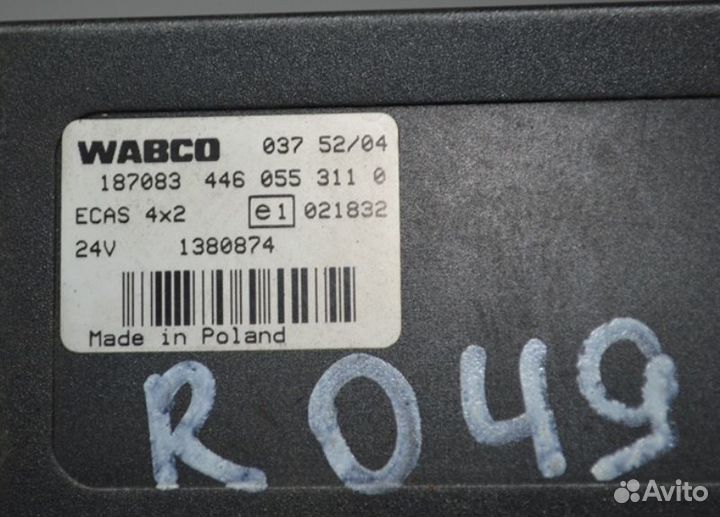 WABCO 037 52/04
187083 446 055 311 0
ECAS 4x2 e1 021832
24V 1380874
Made in Poland
R 049
Avito